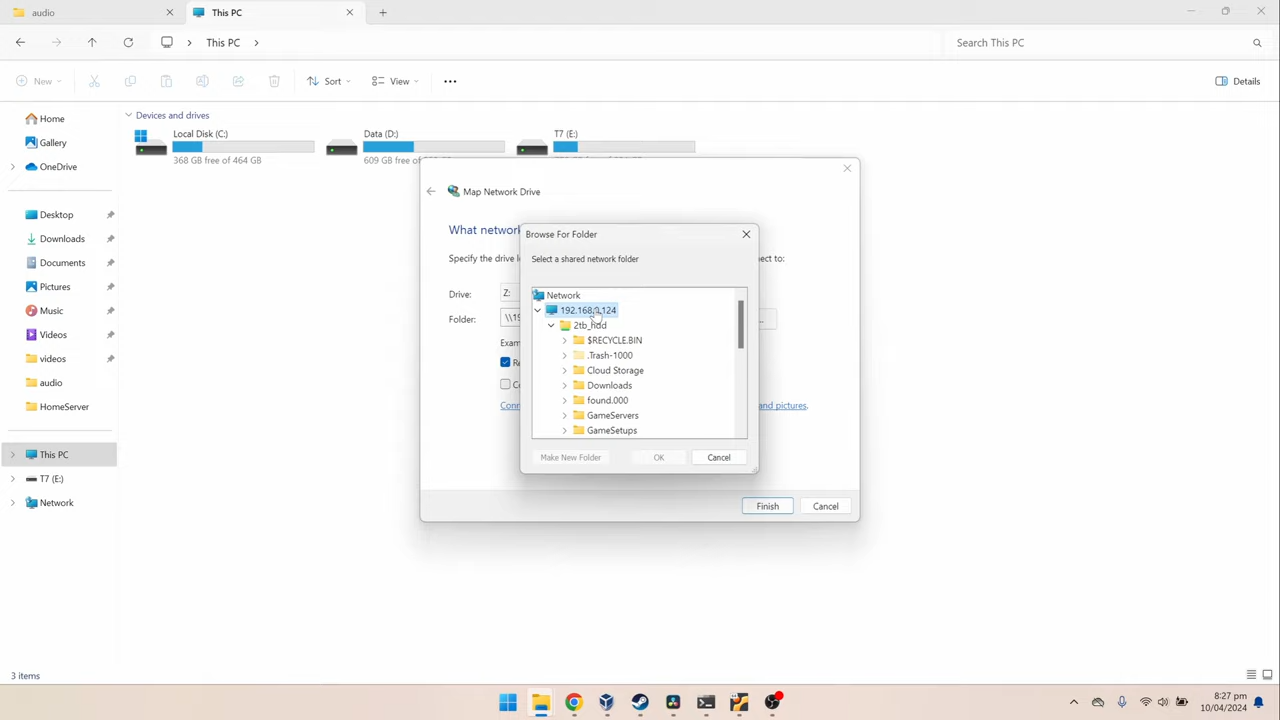 audio
This PC
This PC
Search This PC
New
Sort
View
Details
Home
Gallery
OneDrive
Desktop
Downloads
Documents
Pictures
Music
Videos
videos
audio
HomeServer
This PC
T7 (E:)
Network
Devices and drives
Local Disk (C:)
368 GB free of 464 GB
Data (D:)
609 GB free of
T7 (E:)
Map Network Drive
What network
Specify the drive
nect to:
Drive:
Z:
Folder:
\\19
Exam
Re
Co
Conn
and pictures.
Browse For Folder
Select a shared network folder
Network
192.168.0.124
2tb_hdd
$RECYCLE.BIN
.Trash-1000
Cloud Storage
Downloads
found.000
GameServers
GameSetups
Make New Folder
OK
Cancel
Finish
Cancel
3 items
8:27 pm
10/04/2024